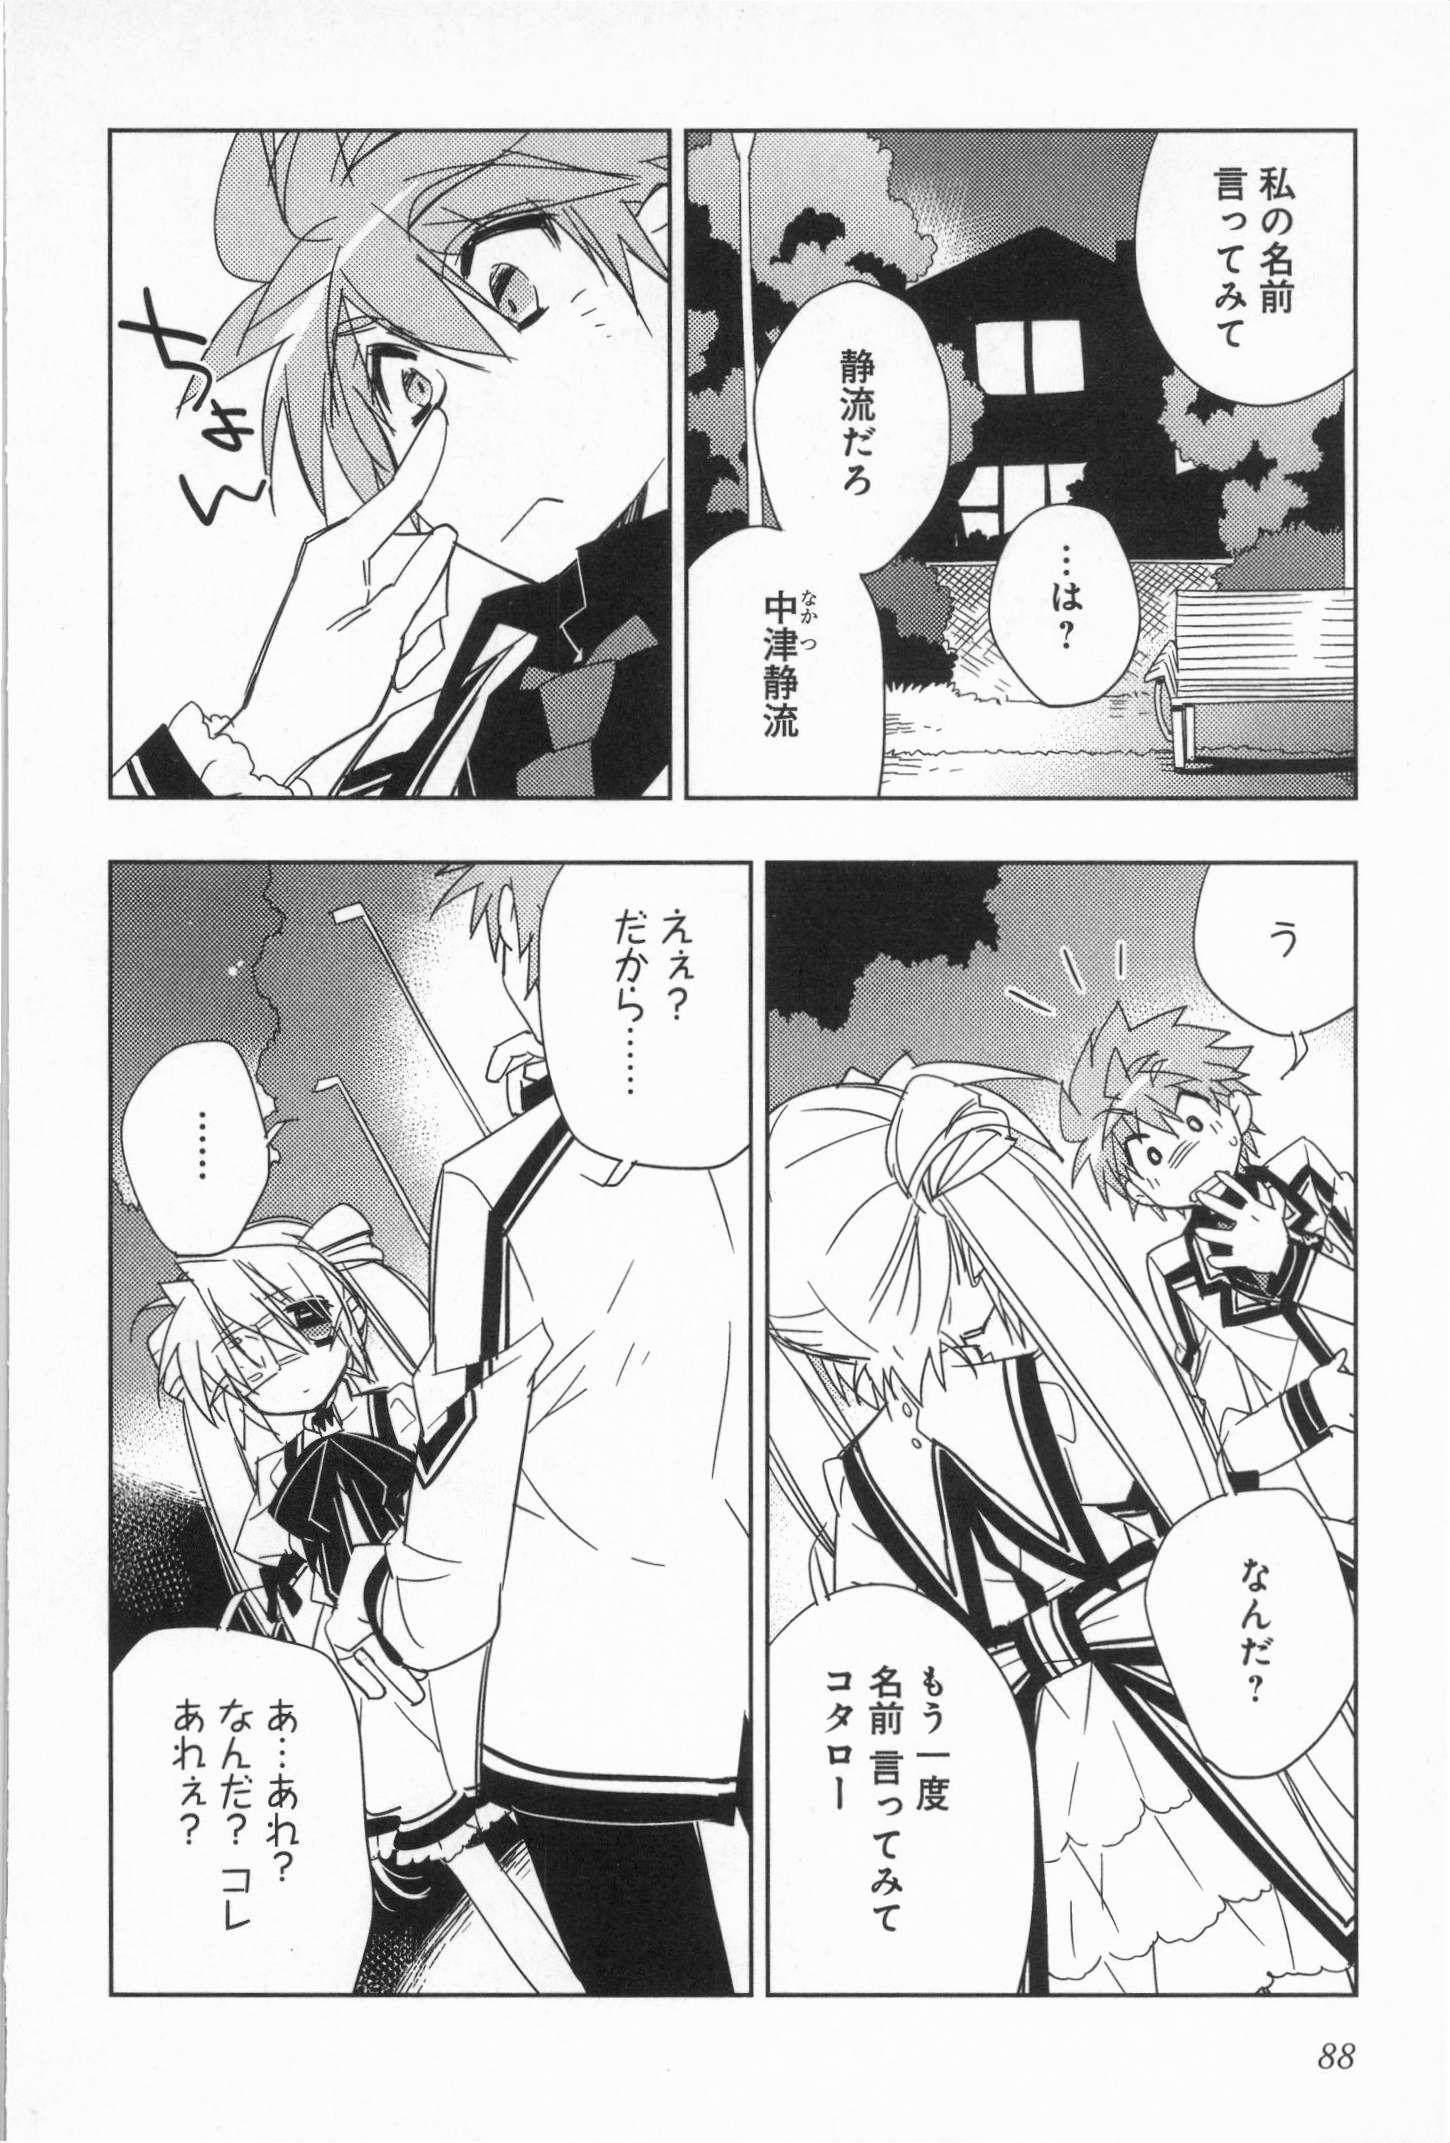 私の名前
言ってみて
…は？
静流だろ
中津静流
なかつ
ちょん
う
なんだ？
もう一度
名前 言ってみて
コタロー
えぇ？
だから……
……
あ…あれ？
なんだ？ コレ
あれぇ？
88